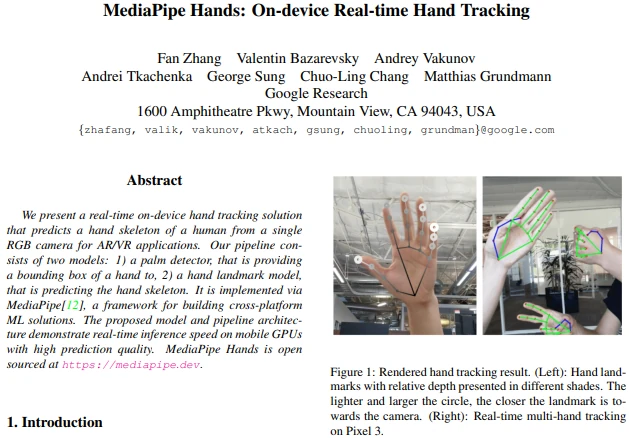 MediaPipe Hands: On-device Real-time Hand Tracking
Fan Zhang Valentin Bazarevsky Andrey Vakunov
Andrei Tkachenka George Sung Chuo-Ling Chang Matthias Grundmann
Google Research
1600 Amphitheatre Pkwy, Mountain View, CA 94043, USA
{zhafang, valik, vakunov, atkach, gsung, chuoling, grundman}@google.com
Abstract
We present a real-time on-device hand tracking solution
that predicts a hand skeleton of a human from a single
RGB camera for AR/VR applications. Our pipeline con-
sists of two models: 1) a palm detector, that is providing
a bounding box of a hand to, 2) a hand landmark model,
that is predicting the hand skeleton. It is implemented via
MediaPipe[12], a framework for building cross-platform
ML solutions. The proposed model and pipeline architec-
ture demonstrate real-time inference speed on mobile GPUs
with high prediction quality. MediaPipe Hands is open
sourced at https://mediapipe.dev.
1. Introduction
Figure 1: Rendered hand tracking result. (Left): Hand land-
marks with relative depth presented in different shades. The
lighter and larger the circle, the closer the landmark is to-
wards the camera. (Right): Real-time multi-hand tracking
on Pixel 3.